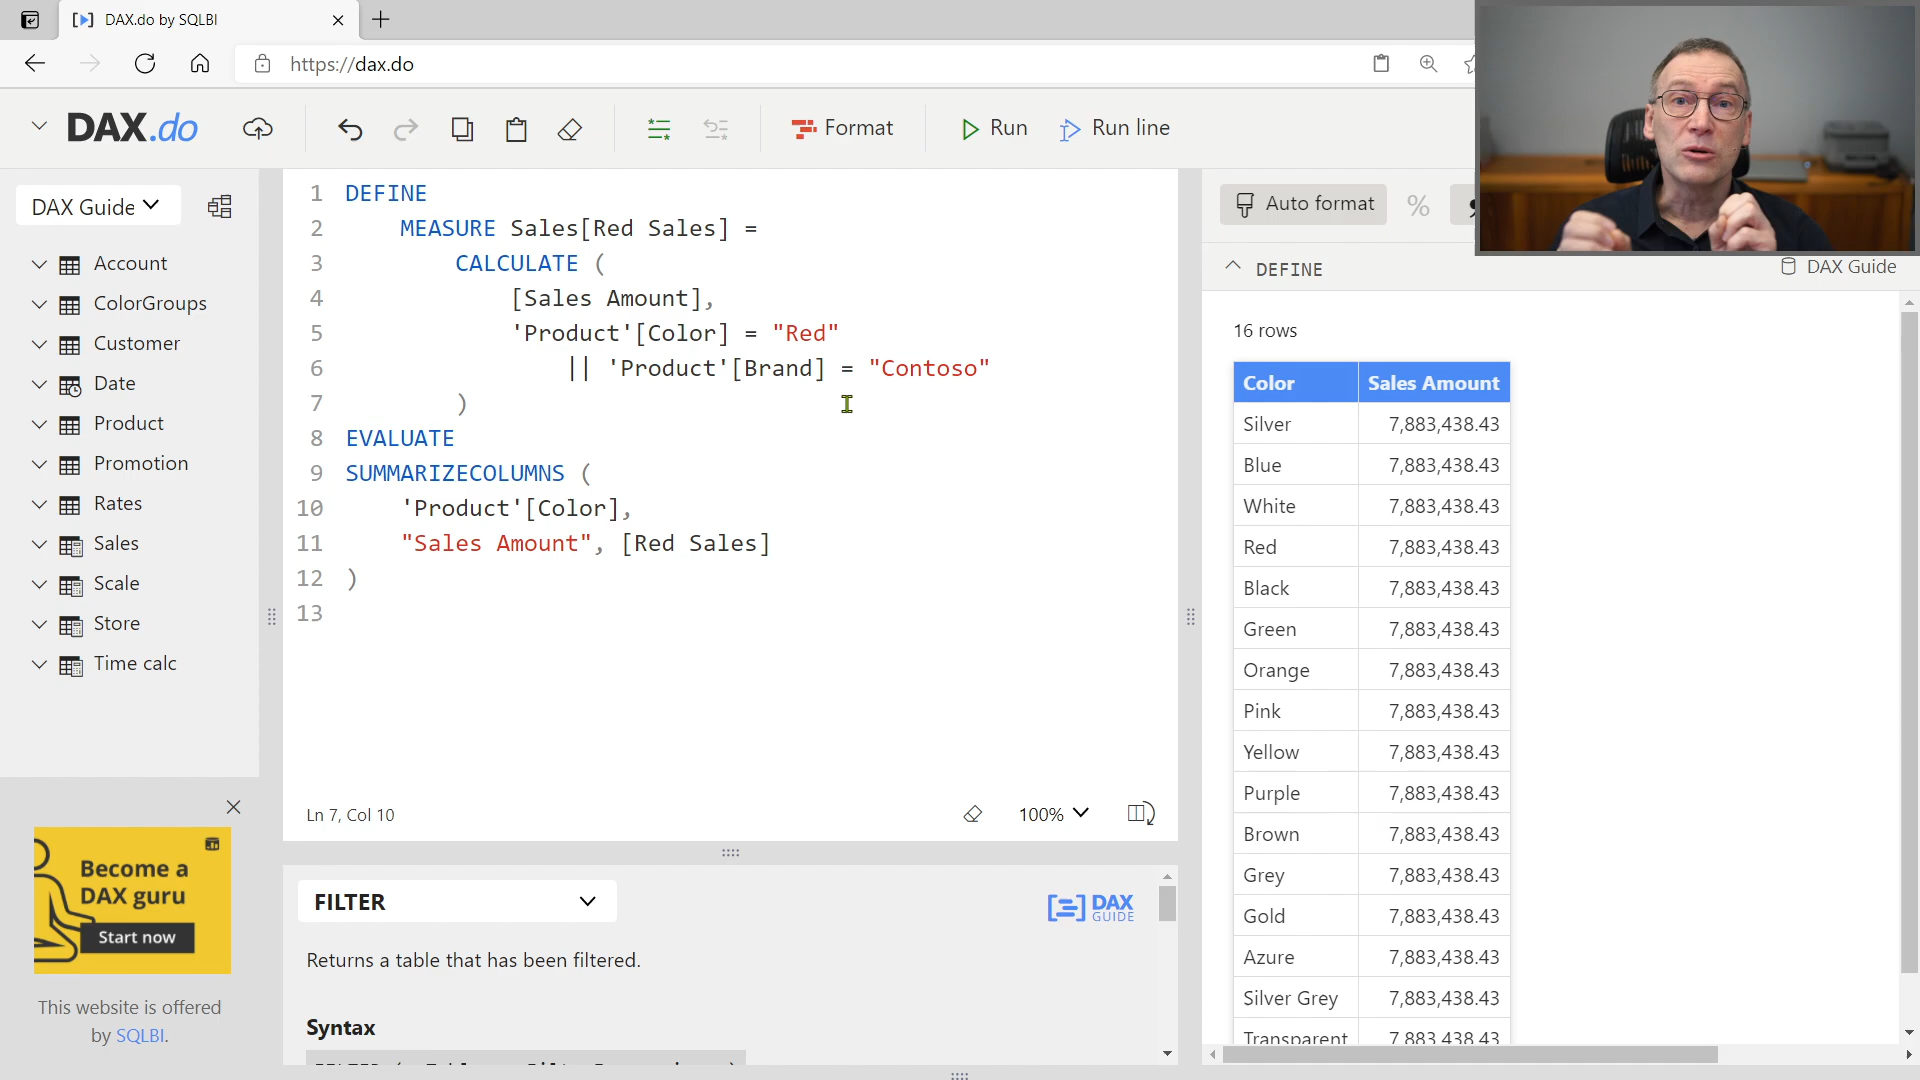 DAX.do by SQLBI
https://dax.do
DAX.do
Format
Run
Run line
DAX Guide
Account
ColorGroups
Customer
Date
Product
Promotion
Rates
Sales
Scale
Store
Time calc
Become a
DAX guru
Start now
This website is offered
by SQLBI.
1 DEFINE
2 MEASURE Sales[Red Sales] =
3 CALCULATE (
4 [Sales Amount],
5 'Product'[Color] = "Red"
6 || 'Product'[Brand] = "Contoso"
7 )
8 EVALUATE
9 SUMMARIZECOLUMNS (
10 'Product'[Color],
11 "Sales Amount", [Red Sales]
12 )
13
Ln 7, Col 10
100%
FILTER
DAX
GUIDE
Returns a table that has been filtered.
Syntax
Auto format
%
DEFINE
DAX Guide
16 rows
Color Sales Amount
Silver 7,883,438.43
Blue 7,883,438.43
White 7,883,438.43
Red 7,883,438.43
Black 7,883,438.43
Green 7,883,438.43
Orange 7,883,438.43
Pink 7,883,438.43
Yellow 7,883,438.43
Purple 7,883,438.43
Brown 7,883,438.43
Grey 7,883,438.43
Gold 7,883,438.43
Azure 7,883,438.43
Silver Grey 7,883,438.43
Transparent 7,883,438.43